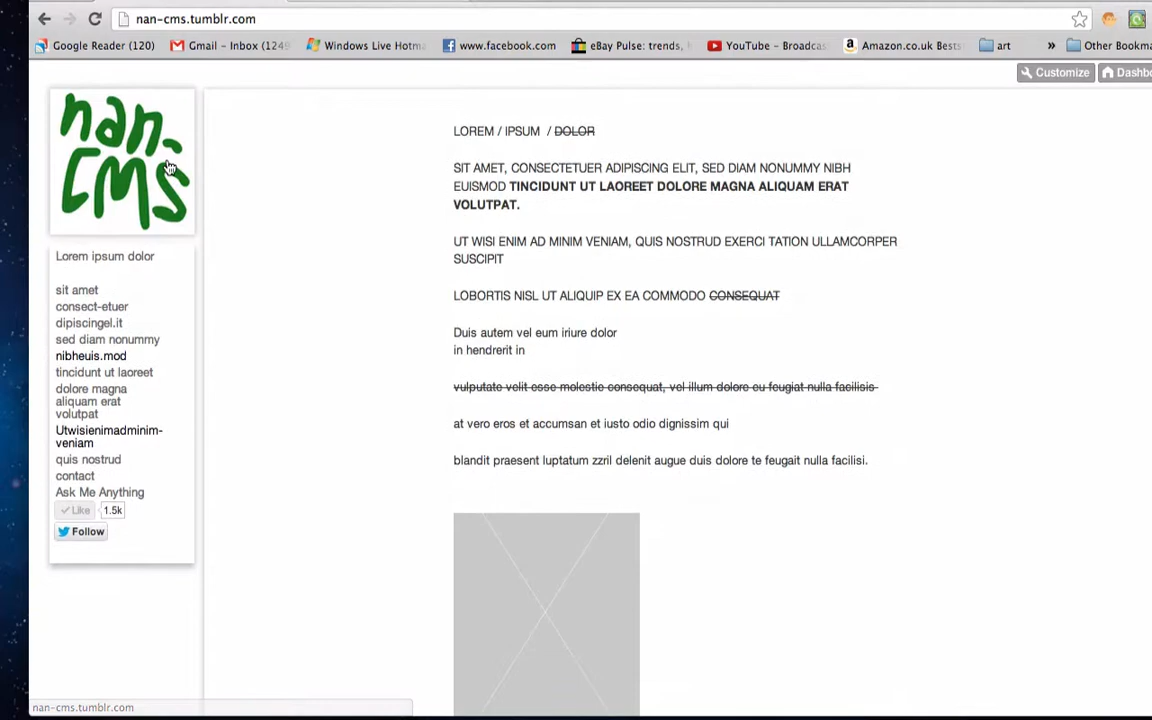 nan-cms.tumblr.com
Google Reader (120) Gmail - Inbox (1249 Windows Live Hotma www.facebook.com eBay Pulse: trends, YouTube - Broadcas Amazon.co.uk Bests art » Other Bookma
Customize Dashbo
nan-
cms
Lorem ipsum dolor
sit amet
consect-etuer
dipiscingel.it
sed diam nonummy
nibheuis.mod
tincidunt ut laoreet
dolore magna
aliquam erat
volutpat
Utwisienimadminim-
veniam
quis nostrud
contact
Ask Me Anything
Like 1.5k
Follow
LOREM / IPSUM / DOLOR
SIT AMET, CONSECTETUER ADIPISCING ELIT, SED DIAM NONUMMY NIBH
EUISMOD TINCIDUNT UT LAOREET DOLORE MAGNA ALIQUAM ERAT
VOLUTPAT.
UT WISI ENIM AD MINIM VENIAM, QUIS NOSTRUD EXERCI TATION ULLAMCORPER
SUSCIPIT
LOBORTIS NISL UT ALIQUIP EX EA COMMODO CONSEQUAT
Duis autem vel eum iriure dolor
in hendrerit in
vulputate velit esse molestie consequat, vel illum dolore eu feugiat nulla facilisis
at vero eros et accumsan et iusto odio dignissim qui
blandit praesent luptatum zzril delenit augue duis dolore te feugait nulla facilisi.
nan-cms.tumblr.com